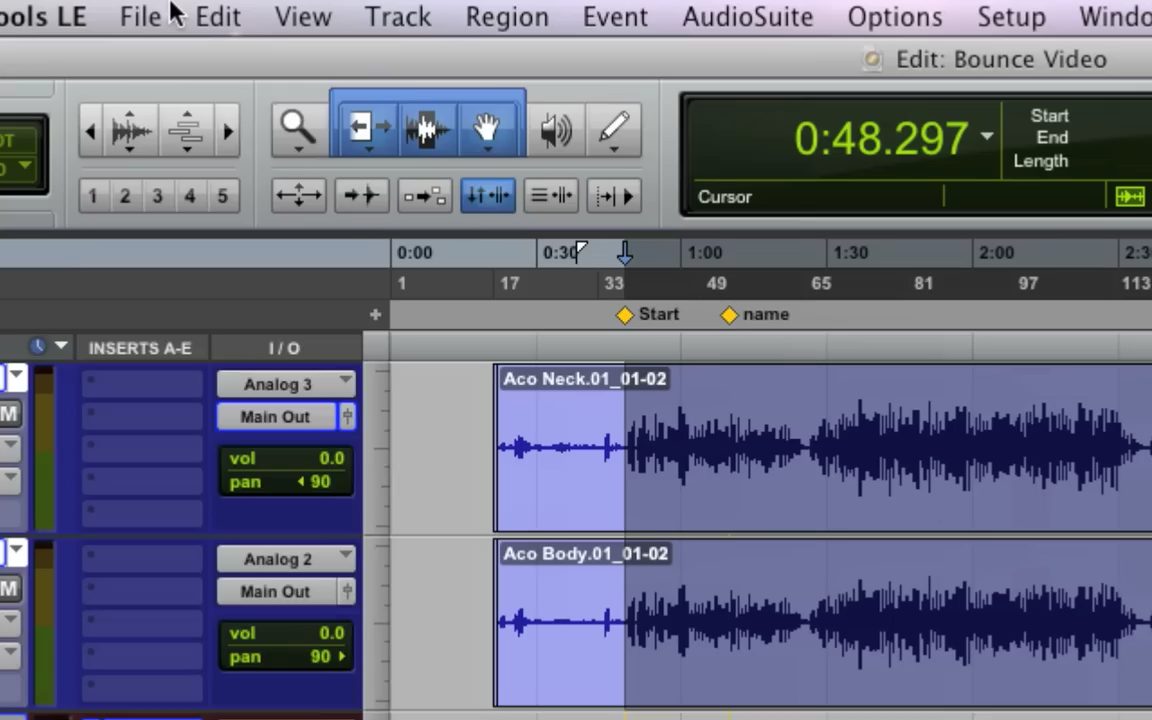 ools LE File Edit View Track Region Event AudioSuite Options Setup Windo
Edit: Bounce Video
OT
0:48.297
Start
End
Length
1 2 3 4 5
Cursor
0:00 0:30 1:00 1:30 2:00 2:3
1 17 33 49 65 81 97 113
Start name
INSERTS A-E I / O
Aco Neck.01_01-02
Analog 3
M
Main Out
vol 0.0
pan 90
Aco Body.01_01-02
Analog 2
M
Main Out
vol 0.0
pan 90